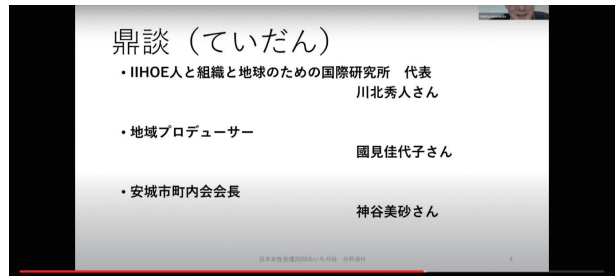 鼎談（ていだん）
・IIHOE人と組織と地球のための国際研究所　代表
川北秀人さん
・地域プロデューサー
國見佳代子さん
・安城市町内会会長
神谷美砂さん
4